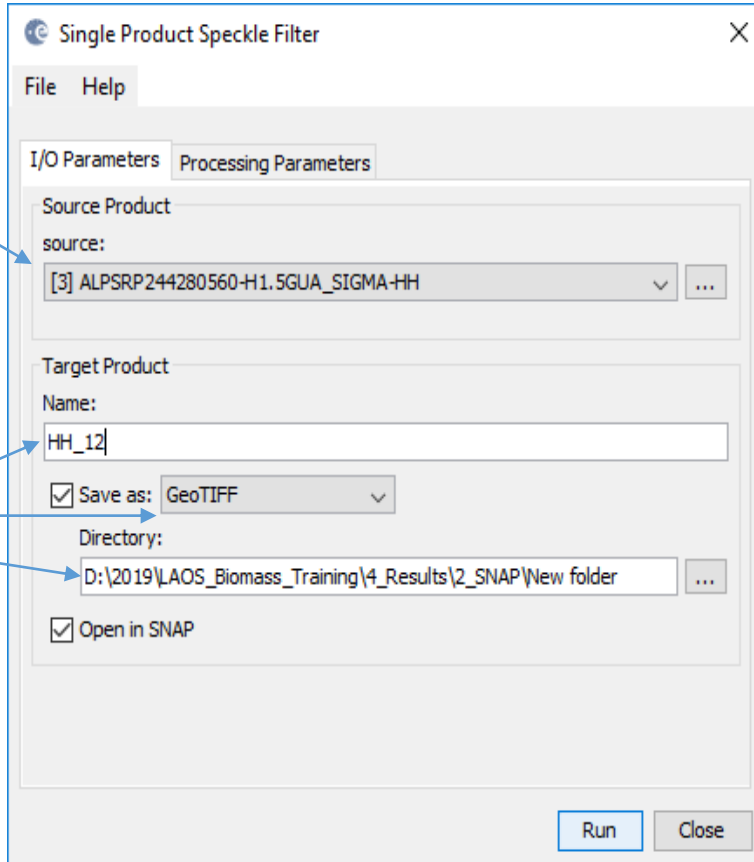 Single Product Speckle Filter
File Help
I/O Parameters Processing Parameters
Source Product
source:
[3] ALPSRP244280560-H1.5GUA_SIGMA-HH ...
Target Product
Name:
HH_12
Save as: GeoTIFF
Directory:
D:\2019\LAOS_Biomass_Training\4_Results\2_SNAP\New folder ...
Open in SNAP
Run Close